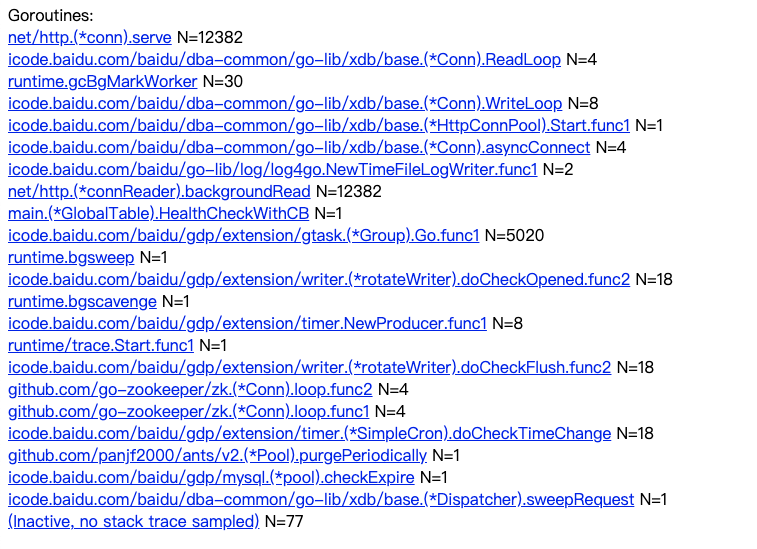 Goroutines:
net/http.(*conn).serve N=12382
icode.baidu.com/baidu/dba-common/go-lib/xdb/base.(*Conn).ReadLoop N=4
runtime.gcBgMarkWorker N=30
icode.baidu.com/baidu/dba-common/go-lib/xdb/base.(*Conn).WriteLoop N=8
icode.baidu.com/baidu/dba-common/go-lib/xdb/base.(*HttpConnPool).Start.func1 N=1
icode.baidu.com/baidu/dba-common/go-lib/xdb/base.(*Conn).asyncConnect N=4
icode.baidu.com/baidu/go-lib/log/log4go.NewTimeFileLogWriter.func1 N=2
net/http.(*connReader).backgroundRead N=12382
main.(*GlobalTable).HealthCheckWithCB N=1
icode.baidu.com/baidu/gdp/extension/gtask.(*Group).Go.func1 N=5020
runtime.bgsweep N=1
icode.baidu.com/baidu/gdp/extension/writer.(*rotateWriter).doCheckOpened.func2 N=18
runtime.bgscavenge N=1
icode.baidu.com/baidu/gdp/extension/timer.NewProducer.func1 N=8
runtime/trace.Start.func1 N=1
icode.baidu.com/baidu/gdp/extension/writer.(*rotateWriter).doCheckFlush.func2 N=18
github.com/go-zookeeper/zk.(*Conn).loop.func2 N=4
github.com/go-zookeeper/zk.(*Conn).loop.func1 N=4
icode.baidu.com/baidu/gdp/extension/timer.(*SimpleCron).doCheckTimeChange N=18
github.com/panjf2000/ants/v2.(*Pool).purgePeriodically N=1
icode.baidu.com/baidu/gdp/mysql.(*pool).checkExpire N=1
icode.baidu.com/baidu/dba-common/go-lib/xdb/base.(*Dispatcher).sweepRequest N=1
(Inactive, no stack trace sampled) N=77